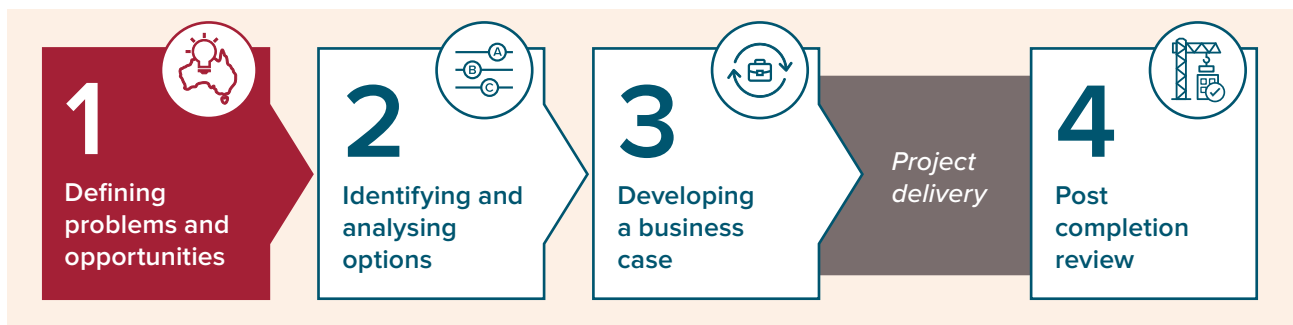 1
Defining
problems and
opportunities
A
B
C
2
Identifying and
analysing
options
3
Developing
a business
case
Project
delivery
4
Post
completion
review